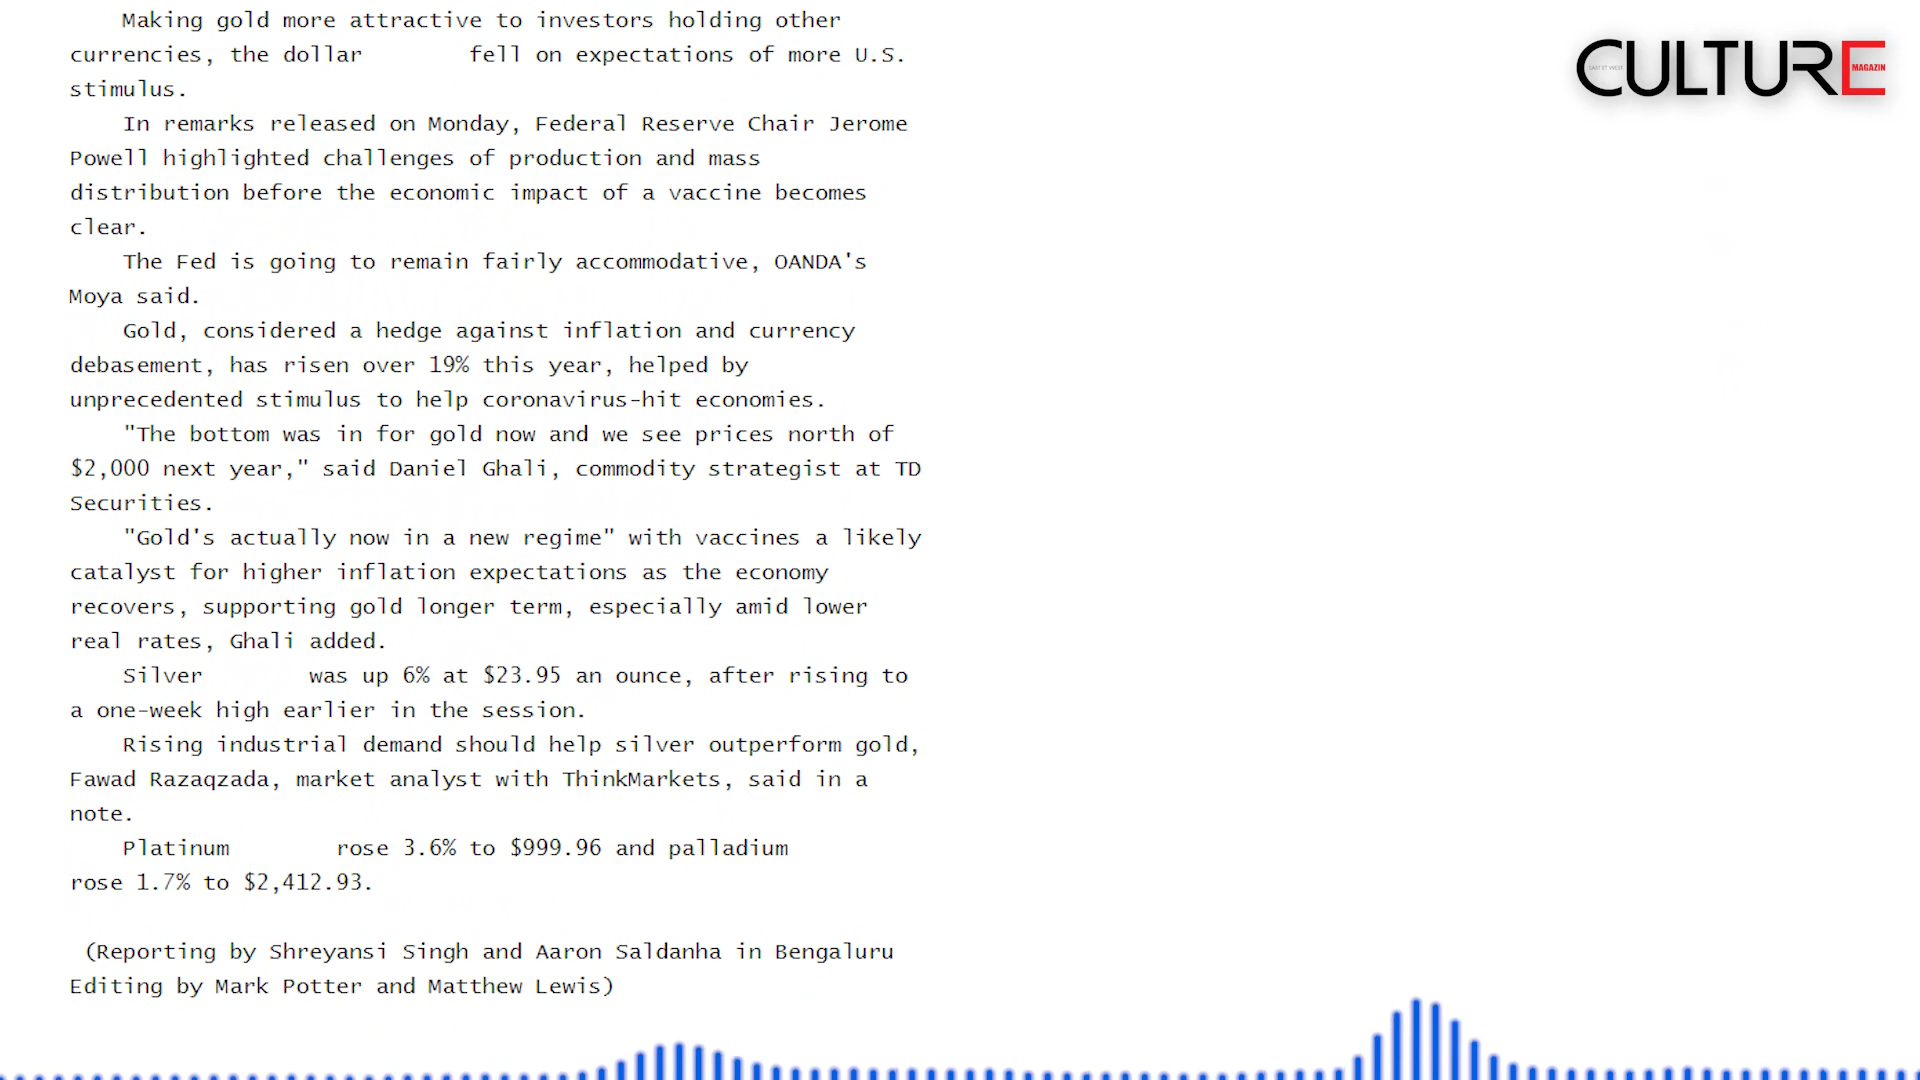 Making gold more attractive to investors holding other
currencies, the dollar fell on expectations of more U.S.
stimulus.
In remarks released on Monday, Federal Reserve Chair Jerome
Powell highlighted challenges of production and mass
distribution before the economic impact of a vaccine becomes
clear.
The Fed is going to remain fairly accommodative, OANDA's
Moya said.
Gold, considered a hedge against inflation and currency
debasement, has risen over 19% this year, helped by
unprecedented stimulus to help coronavirus-hit economies.
"The bottom was in for gold now and we see prices north of
$2,000 next year," said Daniel Ghali, commodity strategist at TD
Securities.
"Gold's actually now in a new regime" with vaccines a likely
catalyst for higher inflation expectations as the economy
recovers, supporting gold longer term, especially amid lower
real rates, Ghali added.
Silver was up 6% at $23.95 an ounce, after rising to
a one-week high earlier in the session.
Rising industrial demand should help silver outperform gold,
Fawad Razaqzada, market analyst with ThinkMarkets, said in a
note.
Platinum rose 3.6% to $999.96 and palladium
rose 1.7% to $2,412.93.
(Reporting by Shreyansi Singh and Aaron Saldanha in Bengaluru
Editing by Mark Potter and Matthew Lewis)
CULTURE
EAST ET WEST
MAGAZIN